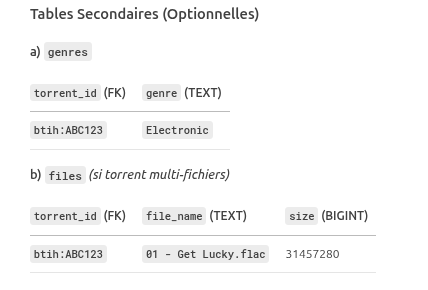 Tables Secondaires (Optionnelles)
a) genres
torrent_id (FK) genre (TEXT)
btih:ABC123 Electronic
b) files (si torrent multi-fichiers)
torrent_id (FK) file_name (TEXT) size (BIGINT)
btih:ABC123 01 - Get Lucky.flac 31457280